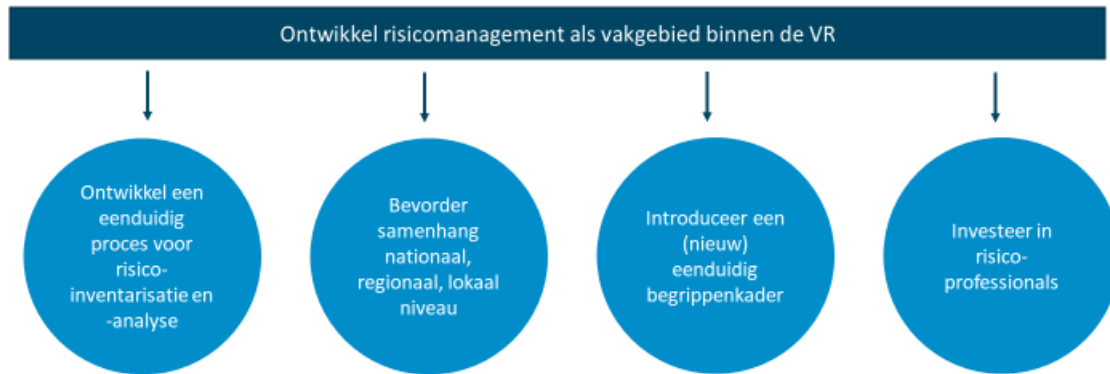 Ontwikkel risicomanagement als vakgebied binnen de VR
Ontwikkel een
eenduidig
proces voor
risico-
inventarisatie en
-analyse
Bevorder
samenhang
nationaal,
regionaal, lokaal
niveau
Introduceer een
(nieuw)
eenduidig
begrippenkader
Investeer in
risico-
professionals